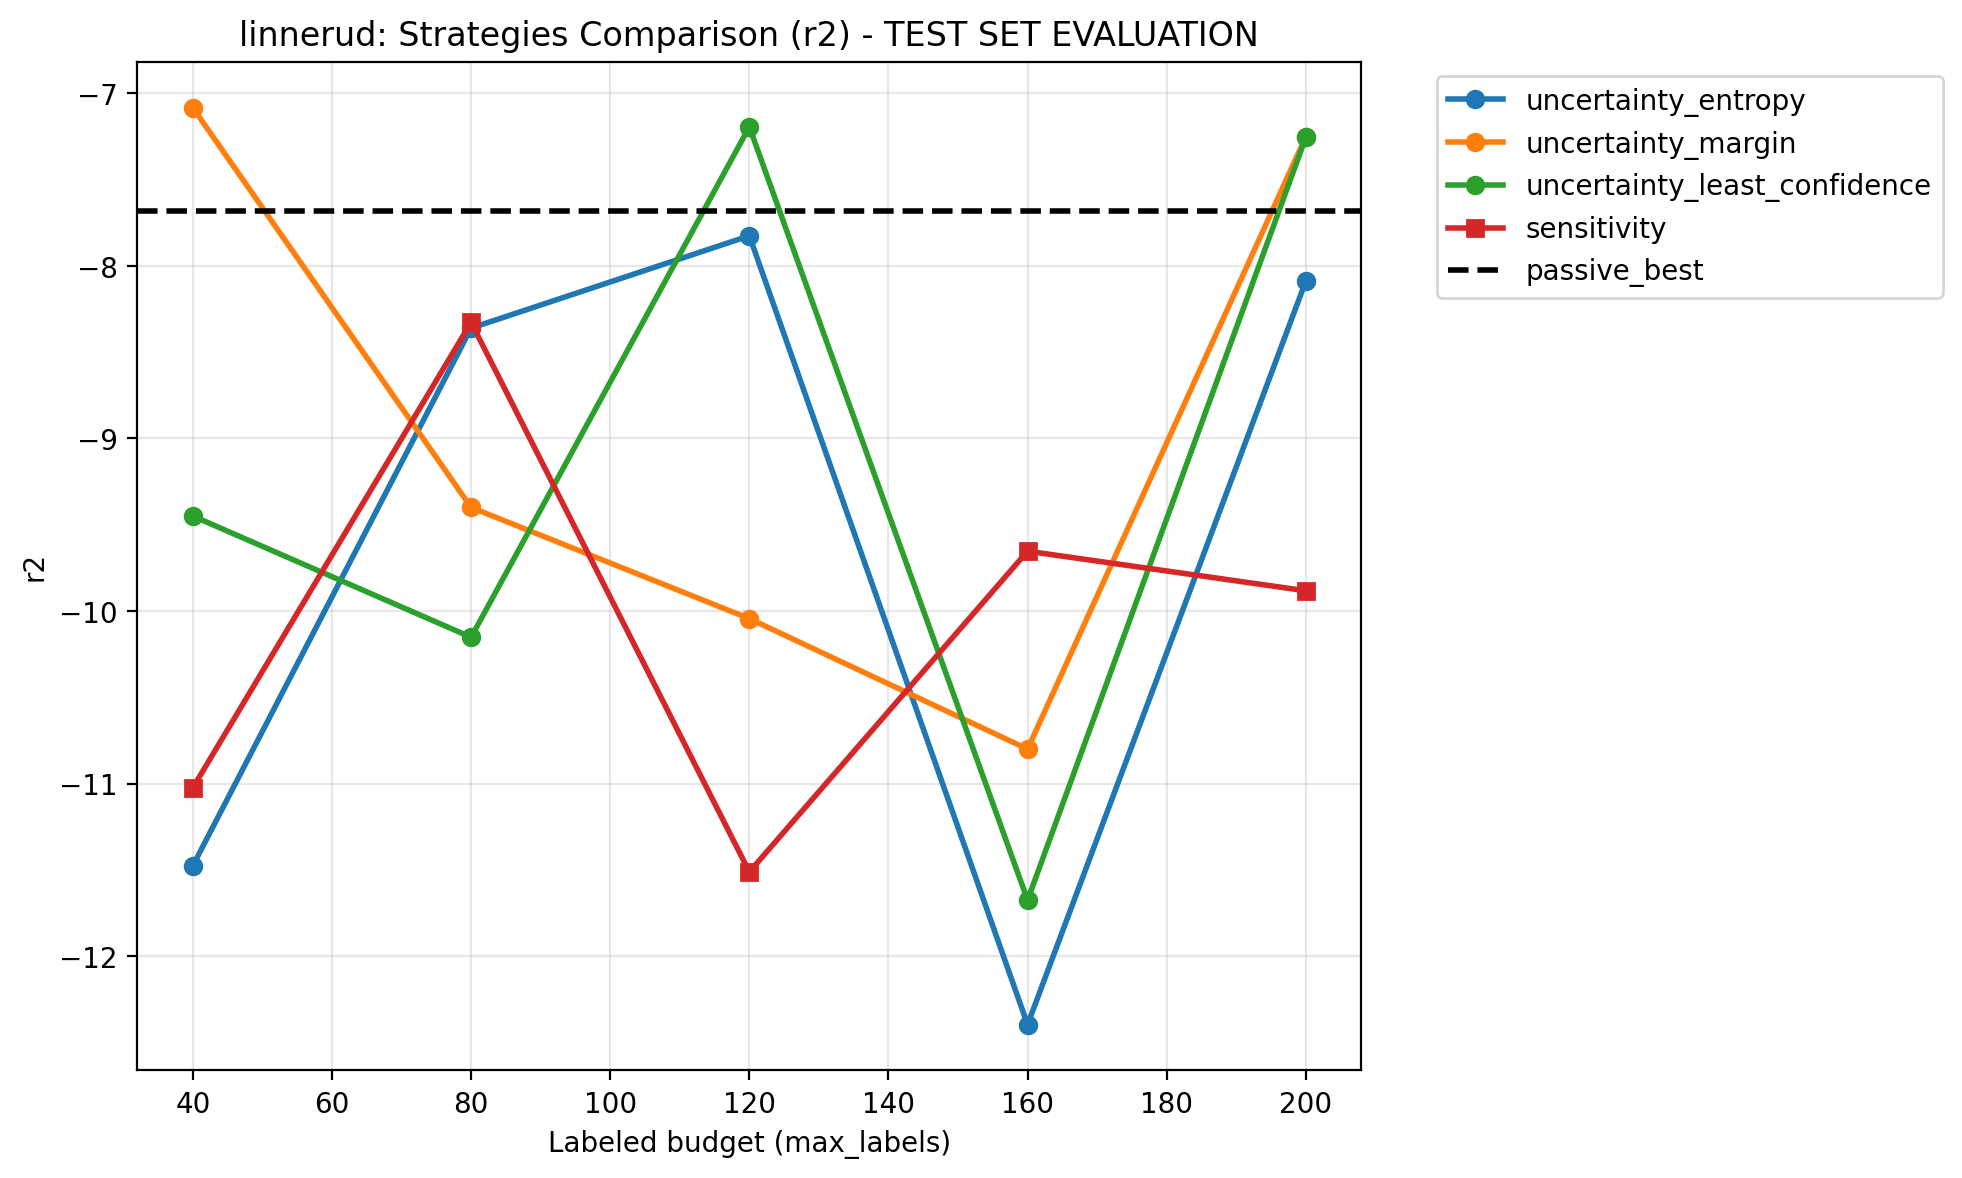 linnerud: Strategies Comparison (r2) - TEST SET EVALUATION
−7
−8
−9
−10
−11
−12
r2
40 60 80 100 120 140 160 180 200
Labeled budget (max_labels)
uncertainty_entropy
uncertainty_margin
uncertainty_least_confidence
sensitivity
passive_best